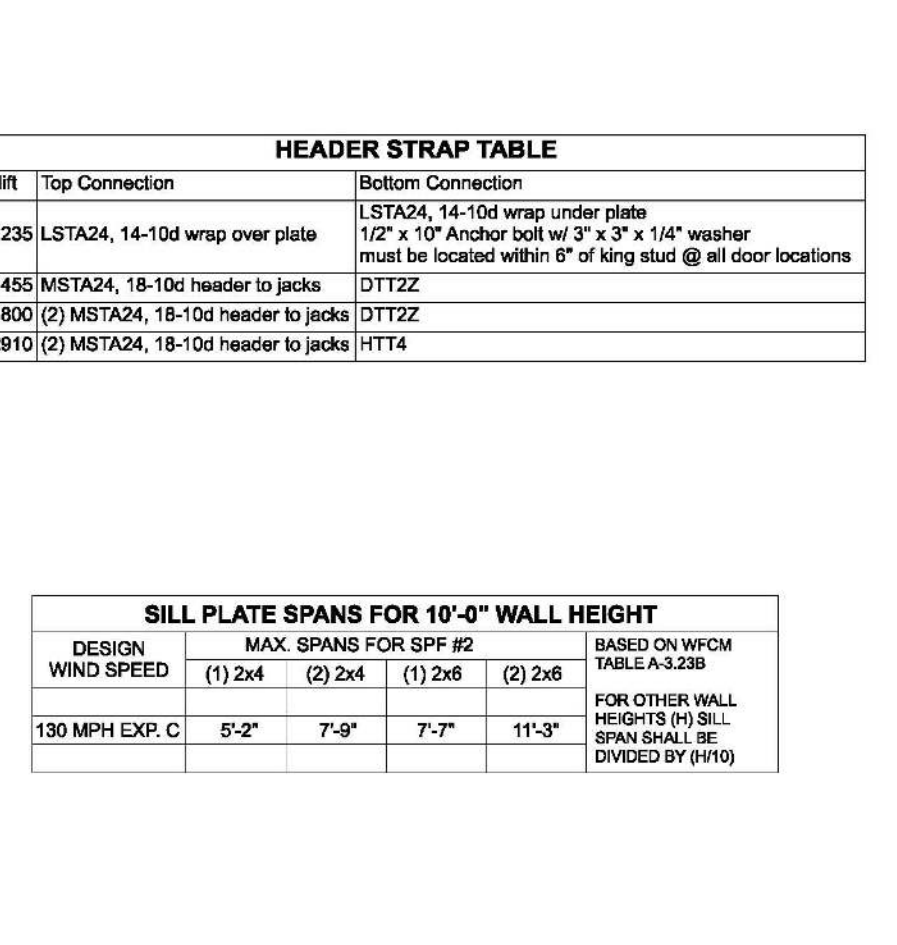 HEADER STRAP TABLE
lift Top Connection Bottom Connection
LSTA24, 14-10d wrap under plate
235 LSTA24, 14-10d wrap over plate 1/2" x 10" Anchor bolt w/ 3" x 3" x 1/4" washer
must be located within 6" of king stud @ all door locations
455 MSTA24, 18-10d header to jacks DTT2Z
800 (2) MSTA24, 18-10d header to jacks DTT2Z
910 (2) MSTA24, 18-10d header to jacks HTT4
SILL PLATE SPANS FOR 10'-0" WALL HEIGHT
DESIGN WIND SPEED
MAX. SPANS FOR SPF #2
(1) 2x4 (2) 2x4 (1) 2x6 (2) 2x6
130 MPH EXP. C 5'-2" 7'-9" 7'-7" 11'-3"
BASED ON WFCM
TABLE A-3.23B
FOR OTHER WALL
HEIGHTS (H) SILL
SPAN SHALL BE
DIVIDED BY (H/10)